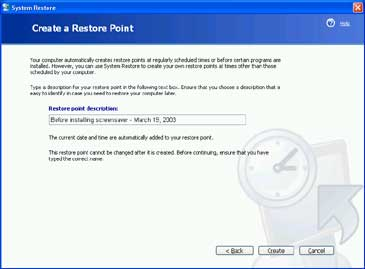 System Restore
Create a Restore Point
Help
Your computer automatically creates restore points at regularly scheduled times or before certain programs are
installed. However, you can use System Restore to create your own restore points at times other than those
scheduled by your computer.
Type a description for your restore point in the following text box. Ensure that you choose a description that is
easy to identify in case you need to restore your computer later.
Restore point description:
Before installing screensaver - March 19, 2003
The current date and time are automatically added to your restore point.
This restore point cannot be changed after it is created. Before continuing, ensure that you have
typed the correct name.
< Back
Create
Cancel